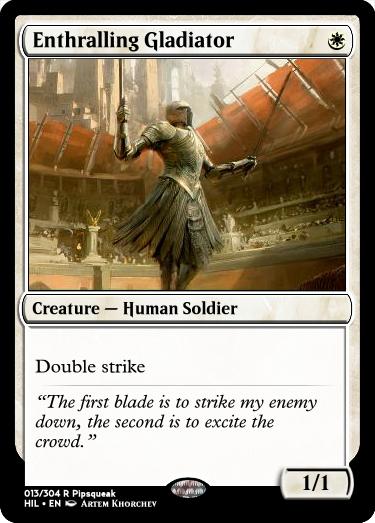 Enthralling Gladiator
Creature — Human Soldier
Double strike
“The first blade is to strike my enemy
down, the second is to excite the
crowd.”
1/1
013/304 R Pipsqueak
HIL • EN Artem Khorchev